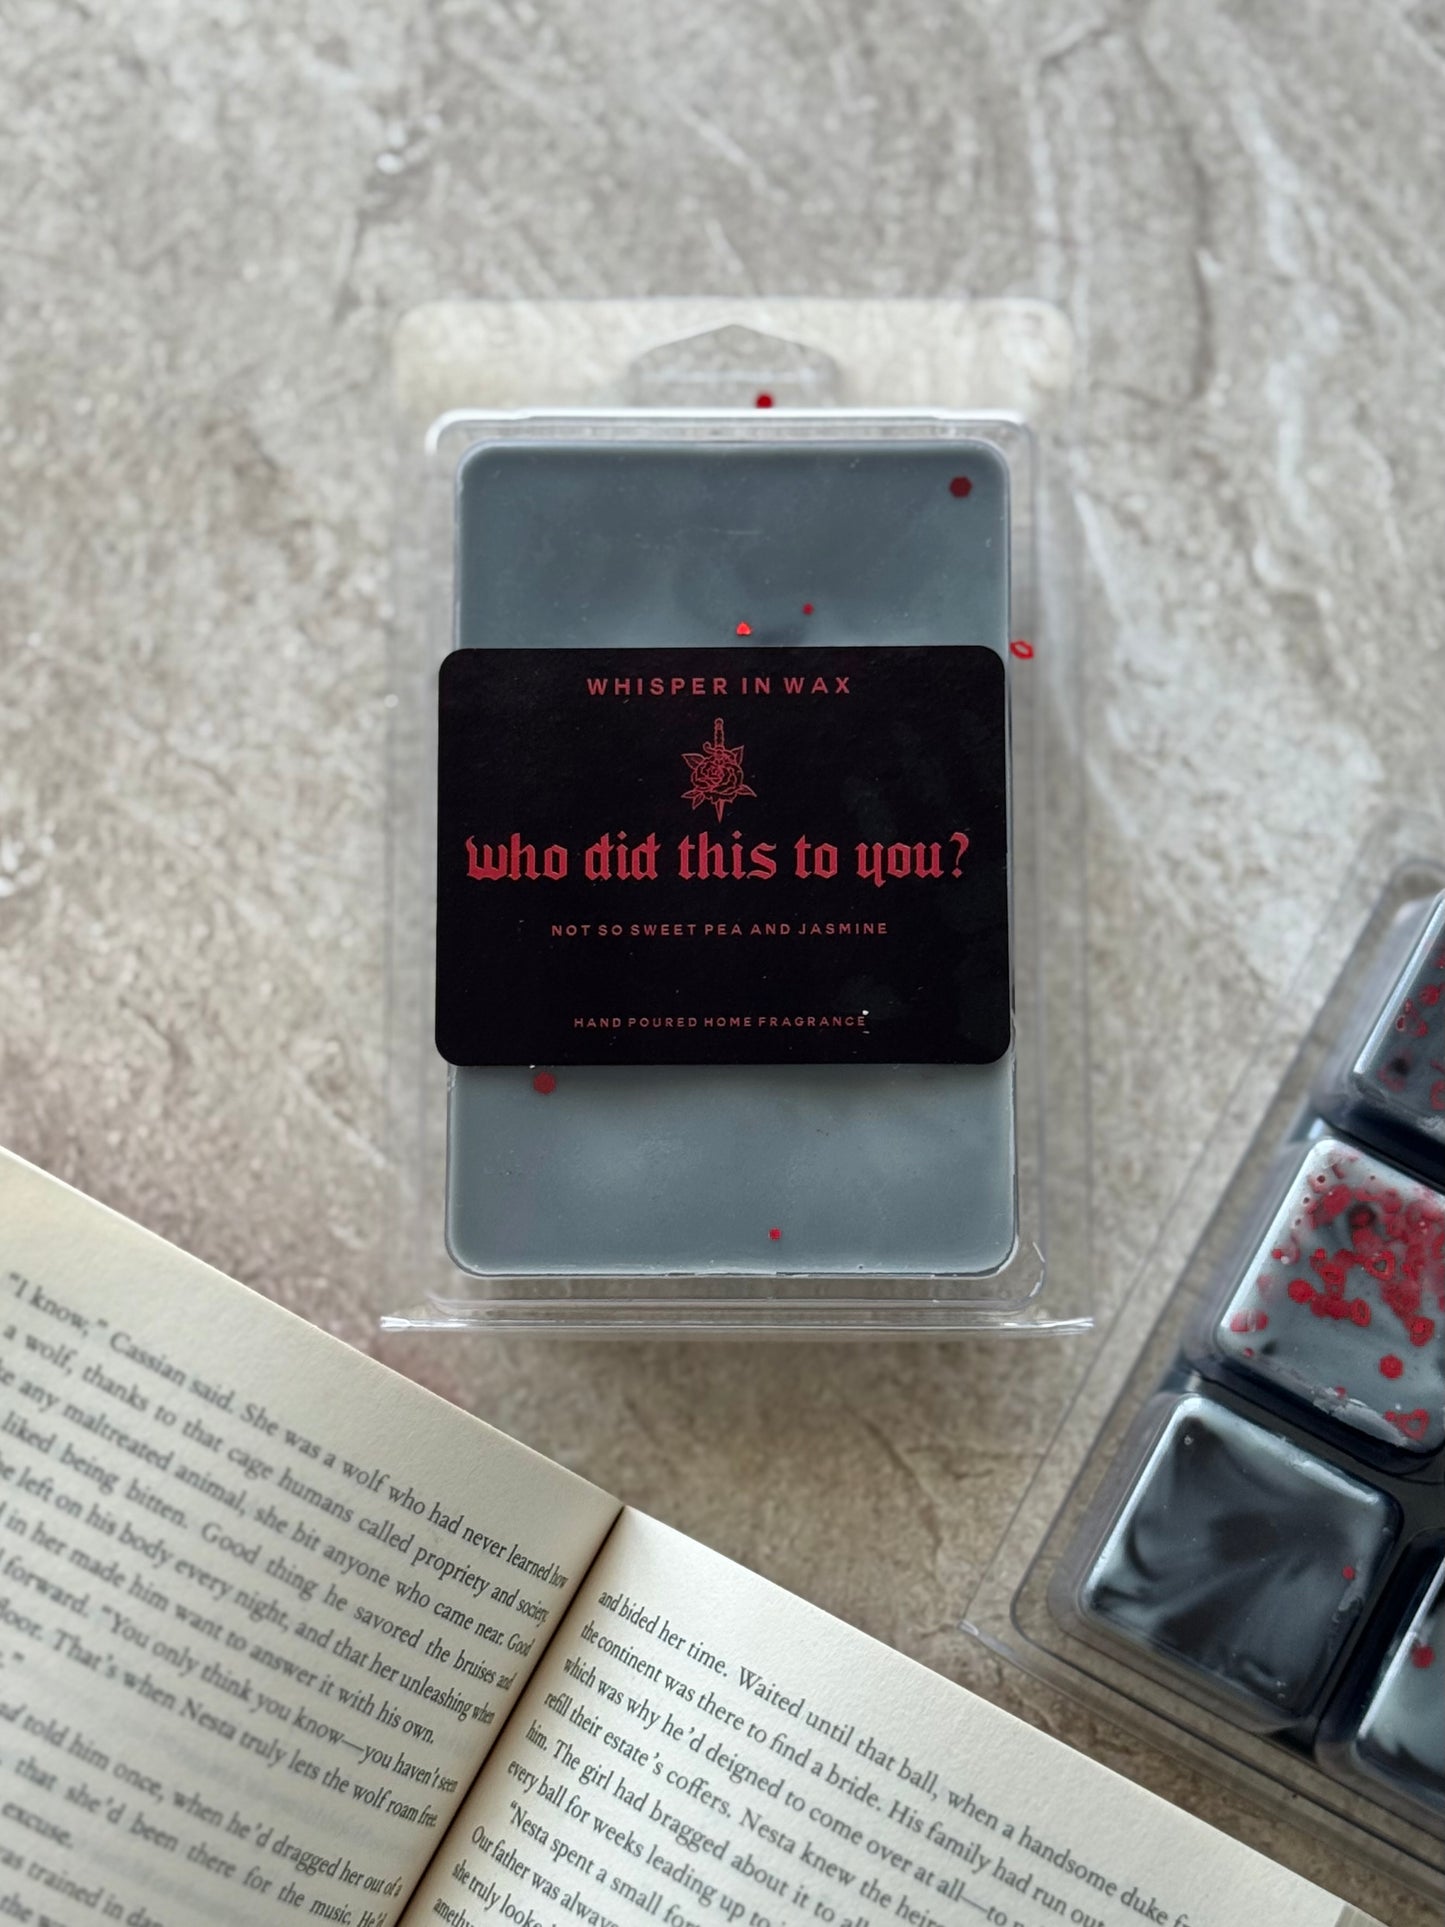 WHISPER IN WAX
who did this to you?
NOT SO SWEET PEA AND JASMINE
HAND POURED HOME FRAGRANCE
“I know,” Cassian said. She was a wolf who had never learned how
a wolf, thanks to that cage humans called propriety and society.
any maltreated animal, she bit anyone who came near. Good
liked being bitten. Good thing he savored the bruises and
left on his body every night, and that her unleashing when
in her made him want to answer it with his own.
forward. “You only think you know—you haven’t seen
floor. That’s when Nesta truly lets the wolf roam free.
told him once, when he’d dragged her out of a
that she’d been there for the music. He’d
excuse.
was trained in
and bided her time. Waited until that ball, when a handsome duke
the continent was there to find a bride. His family had run out
which was why he’d deigned to come over at all—to
refill their estate’s coffers. Nesta knew the
him. The girl had bragged about it to
every ball for weeks leading up to
“Nesta spent a small
Our father was always
she truly